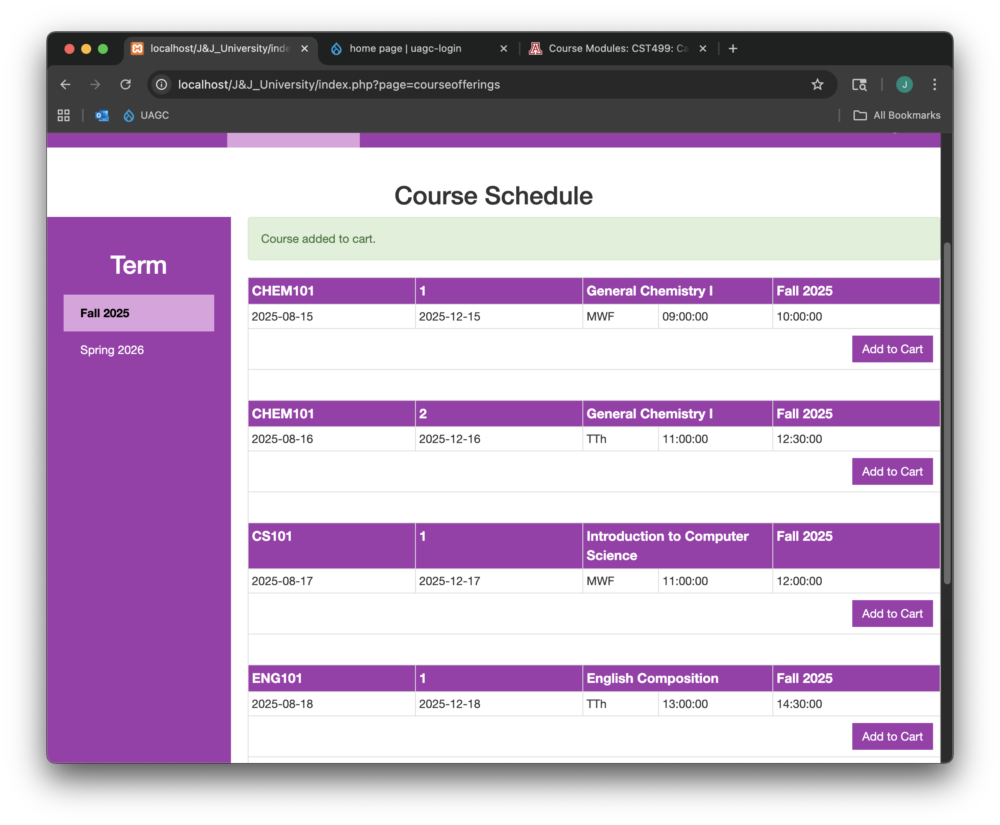 localhost/J&J_University/inde
home page | uagc-login
Course Modules: CST499: Ca
localhost/J&J_University/index.php?page=courseofferings
J
UAGC
All Bookmarks
Course Schedule
Term
Fall 2025
Spring 2026
Course added to cart.
CHEM101 1 General Chemistry I Fall 2025
2025-08-15 2025-12-15 MWF 09:00:00 10:00:00
Add to Cart
CHEM101 2 General Chemistry I Fall 2025
2025-08-16 2025-12-16 TTh 11:00:00 12:30:00
Add to Cart
CS101 1 Introduction to Computer Science Fall 2025
2025-08-17 2025-12-17 MWF 11:00:00 12:00:00
Add to Cart
ENG101 1 English Composition Fall 2025
2025-08-18 2025-12-18 TTh 13:00:00 14:30:00
Add to Cart